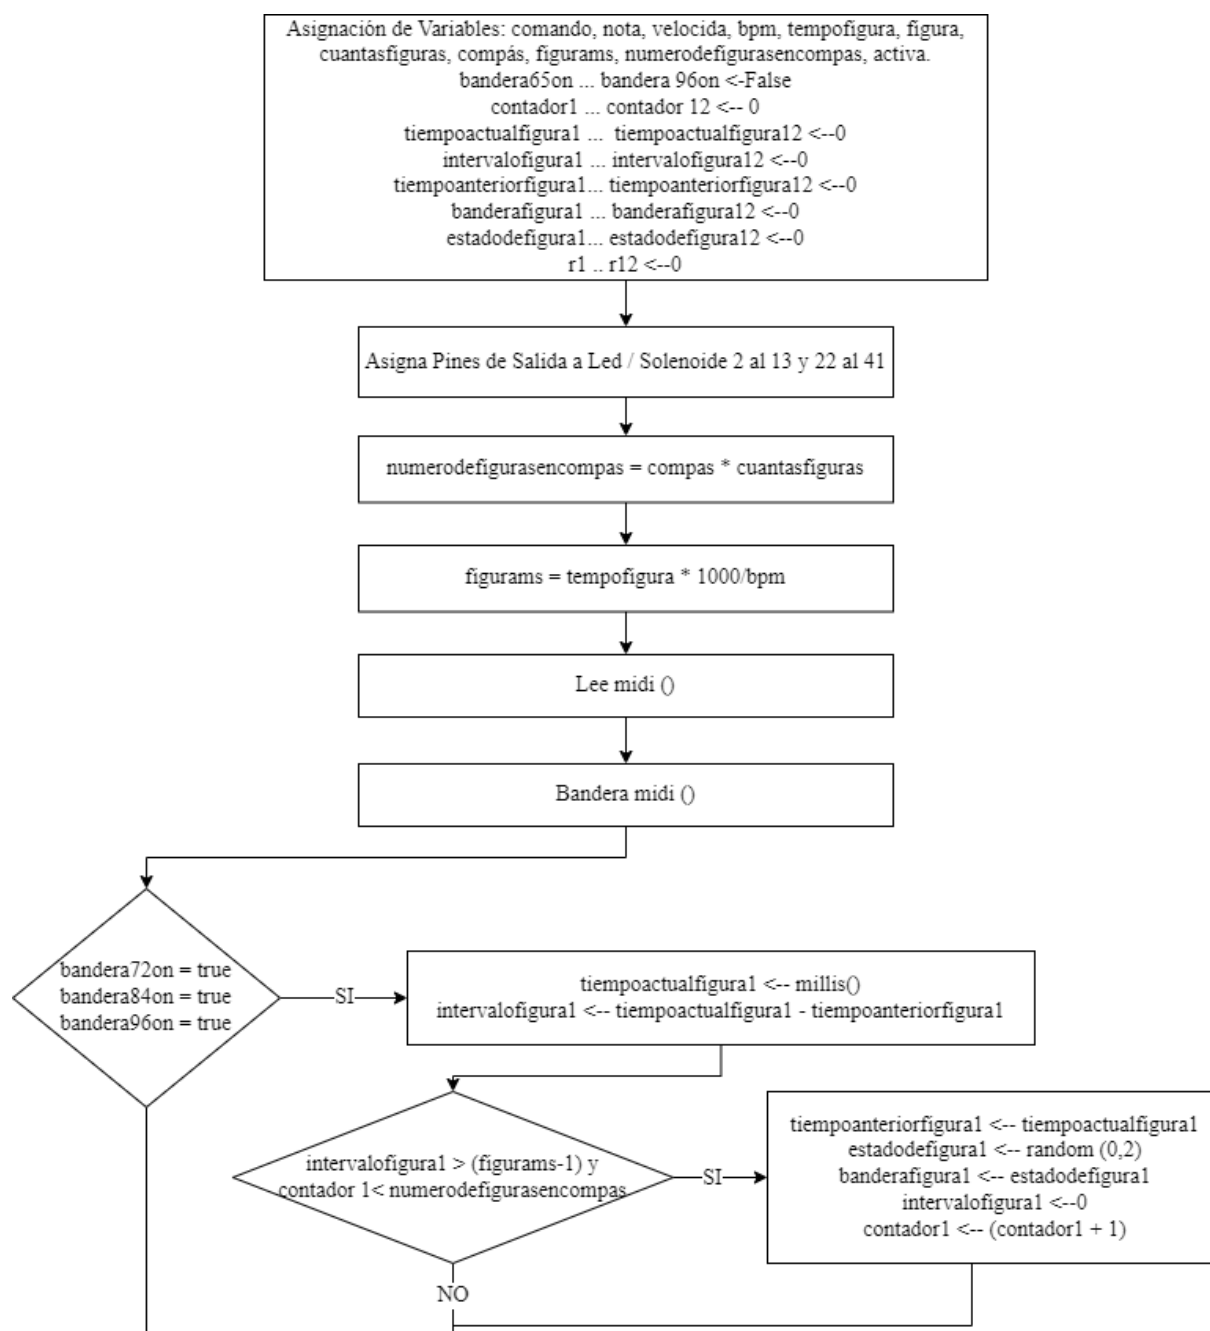 Asignación de Variables: comando, nota, velocida, bpm, tempofigura, figura,
cuantasfiguras, compás, figurams, numerodefigurasencompas, activa.
bandera65on ... bandera 96on <-False
contador1 ... contador 12 <-- 0
tiempoactualfigura1 ... tiempoactualfigura12 <--0
intervalofigura1 ... intervalofigura12 <--0
tiempoanteriorfigura1... tiempoanteriorfigura12 <--0
banderafigura1 ... banderafigura12 <--0
estadodefigura1... estadodefigura12 <--0
r1 .. r12 <--0
Asigna Pines de Salida a Led / Solenoide 2 al 13 y 22 al 41
numerodefigurasencompas = compas * cuantasfiguras
figurams = tempofigura * 1000/bpm
Lee midi ()
Bandera midi ()
bandera72on = true
bandera84on = true
bandera96on = true
SI
tiempoactualfigura1 <-- millis()
intervalofigura1 <-- tiempoactualfigura1 - tiempoanteriorfigura1
intervalofigura1 > (figurams-1) y
contador 1< numerodefigurasencompas
SI
tiempoanteriorfigura1 <-- tiempoactualfigura1
estadodefigura1 <-- random (0,2)
banderafigura1 <-- estadodefigura1
intervalofigura1 <--0
contador1 <-- (contador1 + 1)
NO